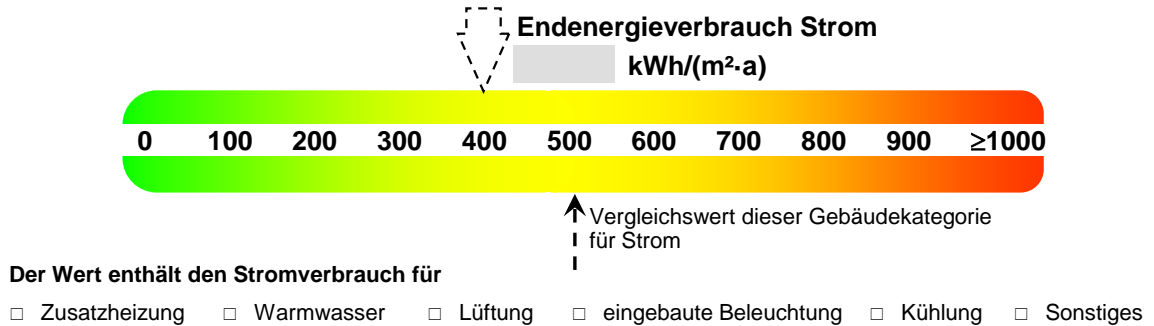 Endenergieverbrauch Strom
kWh/(m²·a)
0 100 200 300 400 500 600 700 800 900 ≥1000
Vergleichswert dieser Gebäudekategorie
für Strom
Der Wert enthält den Stromverbrauch für
□ Zusatzheizung □ Warmwasser □ Lüftung □ eingebaute Beleuchtung □ Kühlung □ Sonstiges